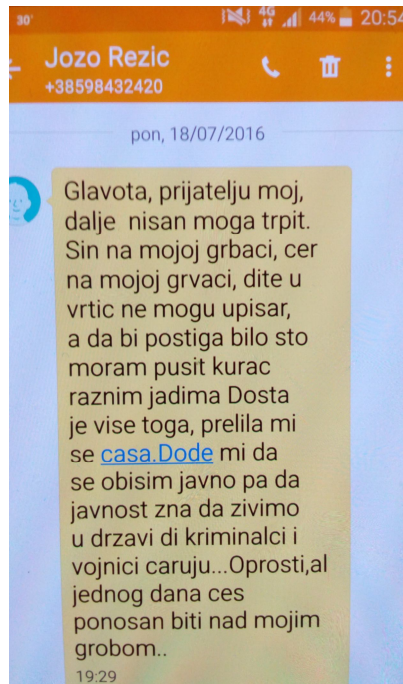 30'
4G 44% 20:54
Jozo Rezic
+38598432420
pon, 18/07/2016
Glavota, prijatelju moj,
dalje nisan moga trpit.
Sin na mojoj grbaci, cer
na mojoj grvaci, dite u
vrtic ne mogu upisar,
a da bi postiga bilo sto
moram pusit kurac
raznim jadima Dosta
je vise toga, prelila mi
se casa.Dode mi da
se obisim javno pa da
javnost zna da zivimo
u drzavi di kriminalci i
vojnici caruju...Oprosti,al
jednog dana ces
ponosan biti nad mojim
grobom..
19:29